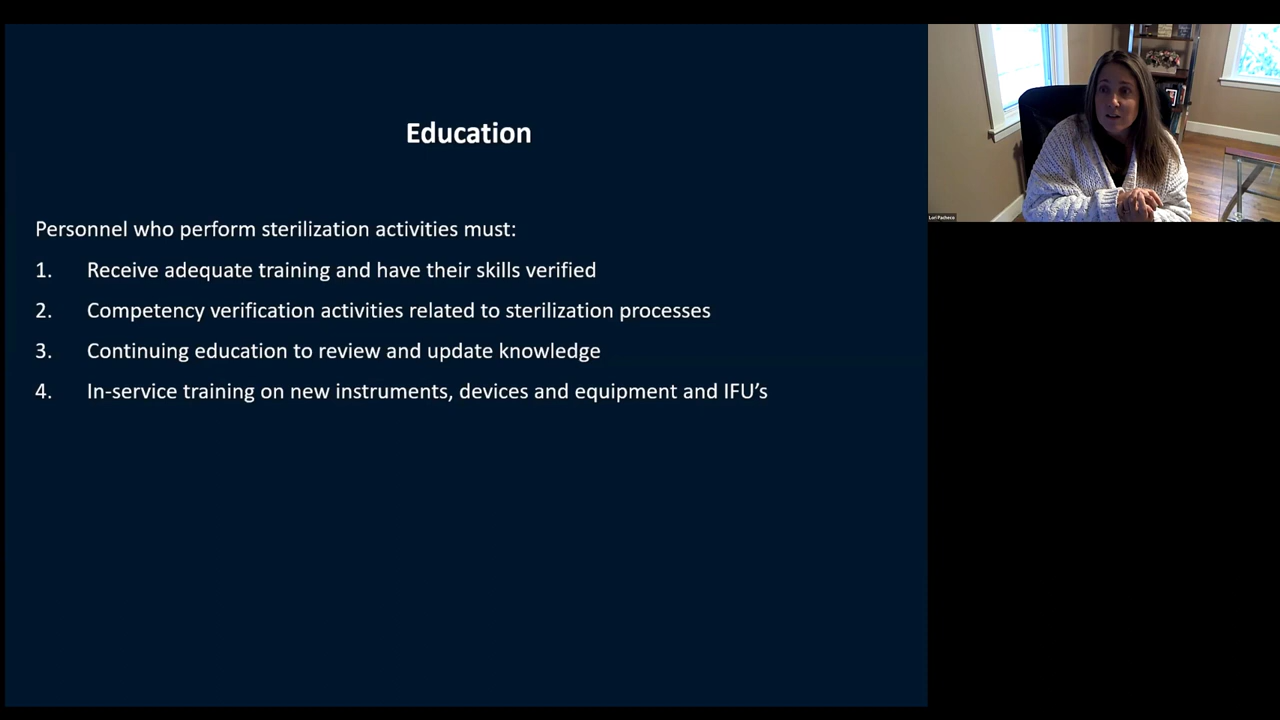 Education
Personnel who perform sterilization activities must:
1. Receive adequate training and have their skills verified
2. Competency verification activities related to sterilization processes
3. Continuing education to review and update knowledge
4. In-service training on new instruments, devices and equipment and IFU's
Lori Pacheco